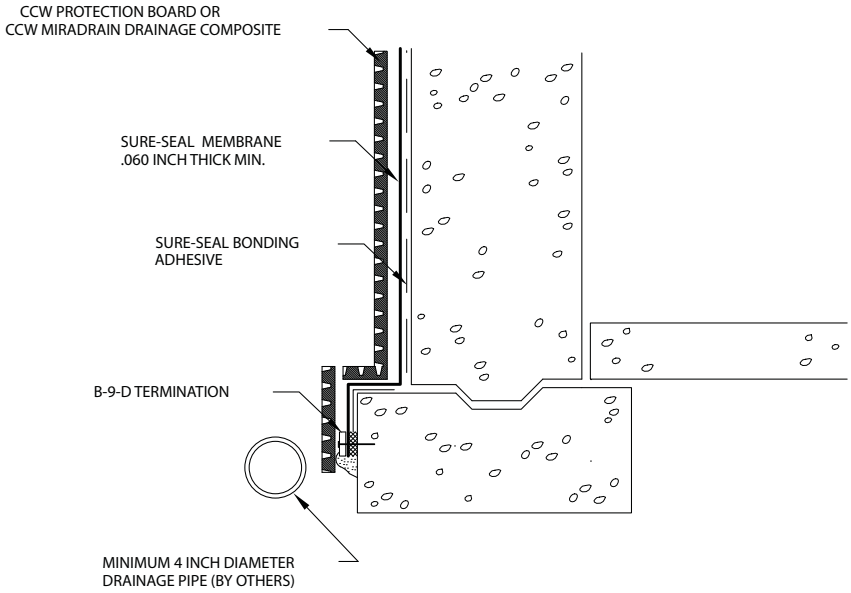 CCW PROTECTION BOARD OR
CCW MIRADRAIN DRAINAGE COMPOSITE
SURE-SEAL MEMBRANE
.060 INCH THICK MIN.
SURE-SEAL BONDING
ADHESIVE
B-9-D TERMINATION
MINIMUM 4 INCH DIAMETER
DRAINAGE PIPE (BY OTHERS)